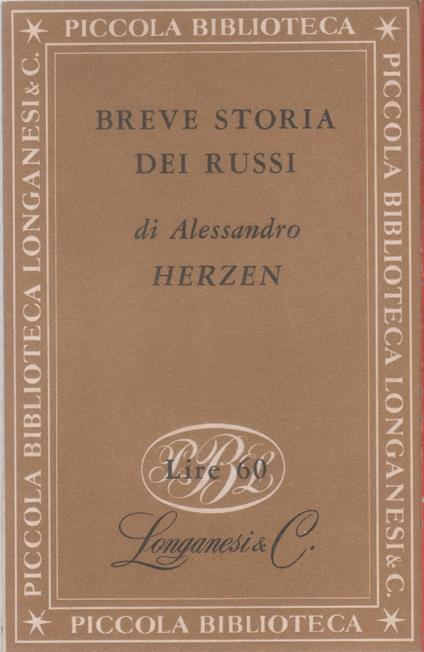 PICCOLA BIBLIOTECA
PICCOLA BIBLIOTECA LONGANESI & C.
BREVE STORIA
DEI RUSSI
di Alessandro
HERZEN
PBL
Lire 60
Longanesi & C.
PICCOLA BIBLIOTECA LONGANESI & C.
PICCOLA BIBLIOTECA